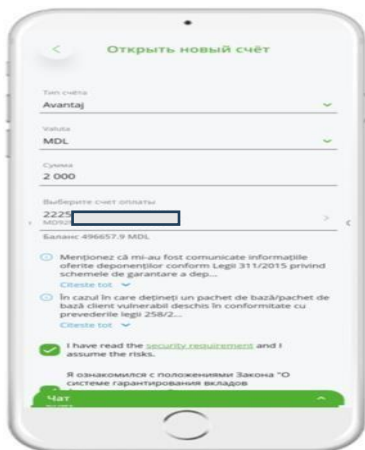 Открыть новый счёт
Тип счёта
Avantaj
Valuta
MDL
Сумма
2 000
Выберите счет оплаты
2225
Баланс 496657.9 MDL
Menționez că mi-au fost comunicate informațiile
oferite deponenților conform Legii 311/2015 privind
schemele de garantare a dep...
Citeste tot
În cazul în care dețineți un pachet de bază/pachet de
bază client vulnerabil deschis în conformitate cu
prevederile legii 258/2...
Citeste tot
I have read the security requirement and I
assume the risks.
Я ознакомился с положениями Закона "О
системе гарантирования вкладов
Чат